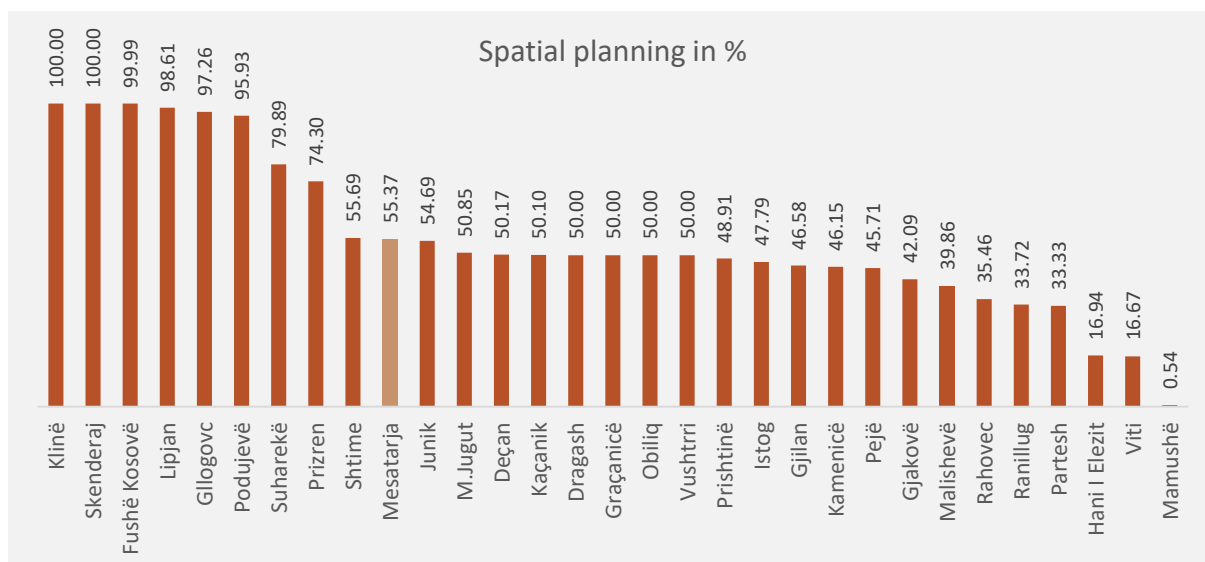 Spatial planning in %
100.00
100.00
99.99
98.61
97.26
95.93
79.89
74.30
55.69
55.37
54.69
50.85
50.17
50.10
50.00
50.00
50.00
50.00
48.91
47.79
46.58
46.15
45.71
42.09
39.86
35.46
33.72
33.33
16.94
16.67
0.54
Klinë
Skenderaj
Fushë Kosovë
Lipjan
Gllogovc
Podujevë
Suharekë
Prizren
Shtime
Mesatarja
Junik
M.Jugut
Deçan
Kaçanik
Dragash
Graçanicë
Obiliq
Vushtrri
Prishtinë
Istog
Gjilan
Kamenicë
Pejë
Gjakovë
Malishevë
Rahovec
Ranillug
Partesh
Hani I Elezit
Viti
Mamushë